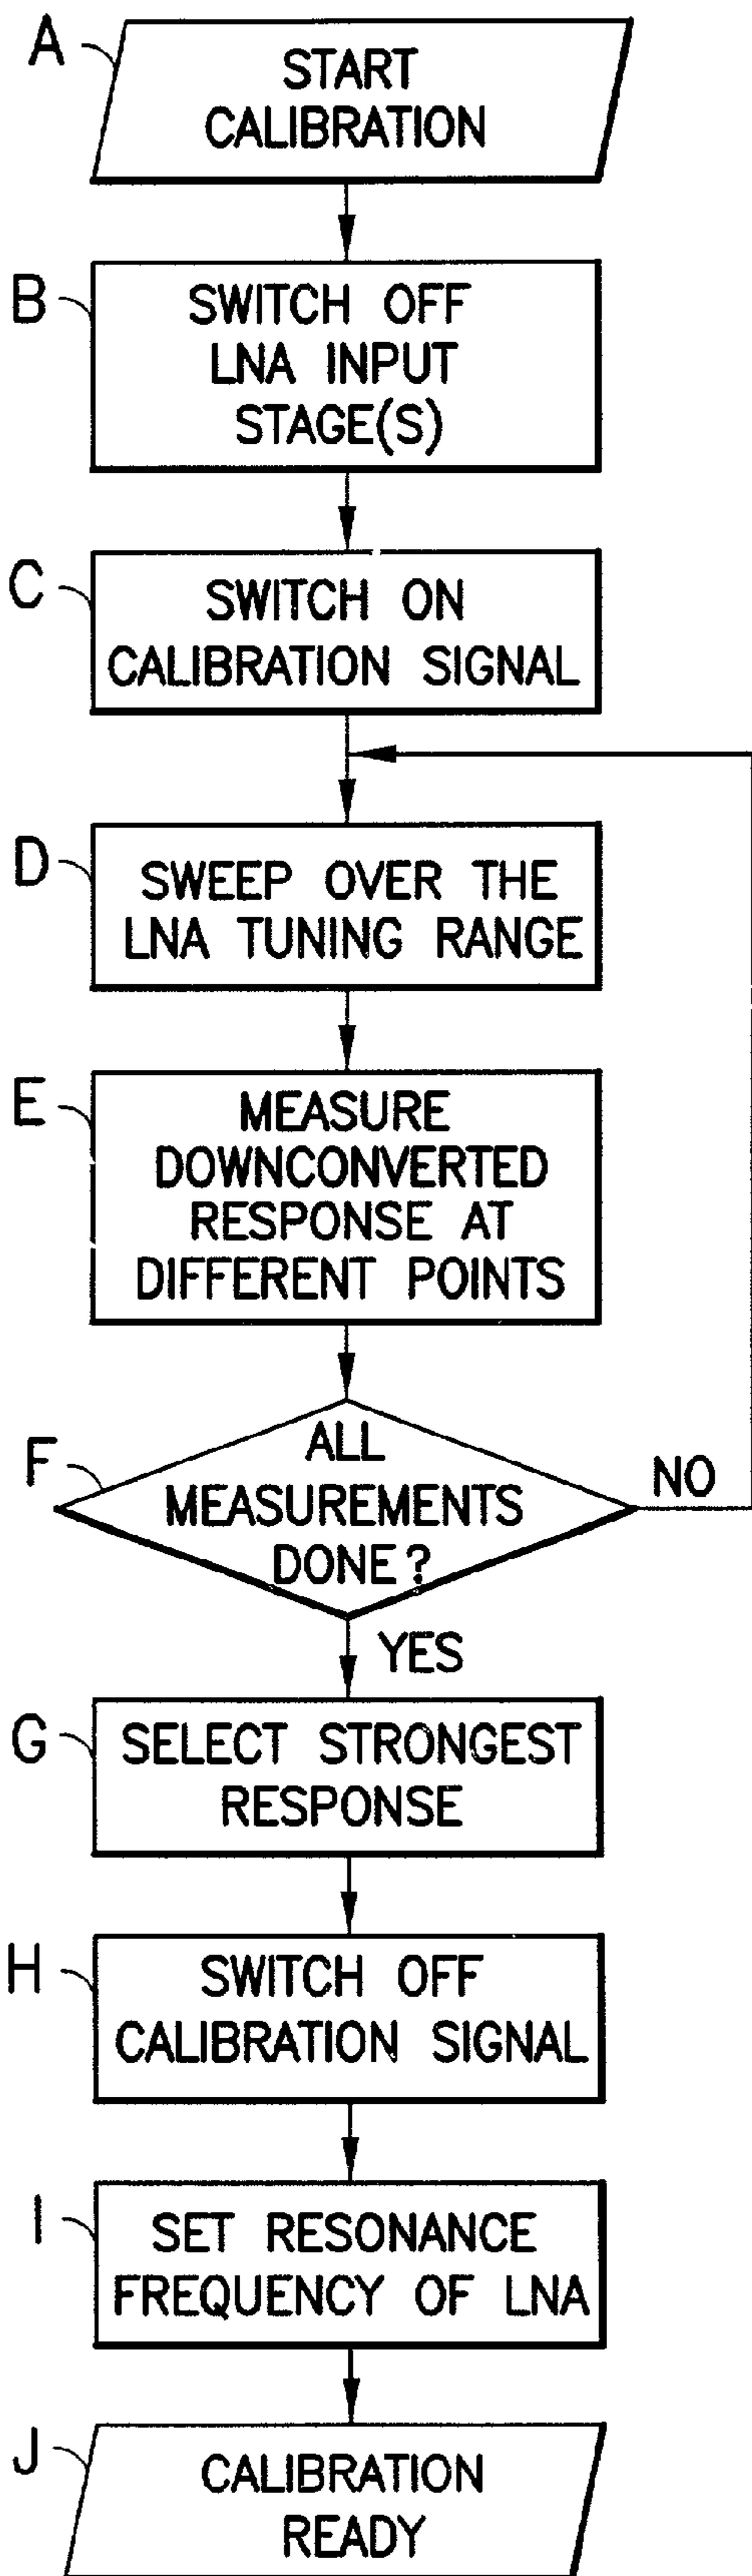 A
START
CALIBRATION
B
SWITCH OFF
LNA INPUT
STAGE(S)
C
SWITCH ON
CALIBRATION SIGNAL
D
SWEEP OVER THE
LNA TUNING RANGE
E
MEASURE
DOWNCONVERTED
RESPONSE AT
DIFFERENT POINTS
F
ALL
MEASUREMENTS
DONE?
NO
YES
G
SELECT STRONGEST
RESPONSE
H
SWITCH OFF
CALIBRATION SIGNAL
I
SET RESONANCE
FREQUENCY OF LNA
J
CALIBRATION
READY